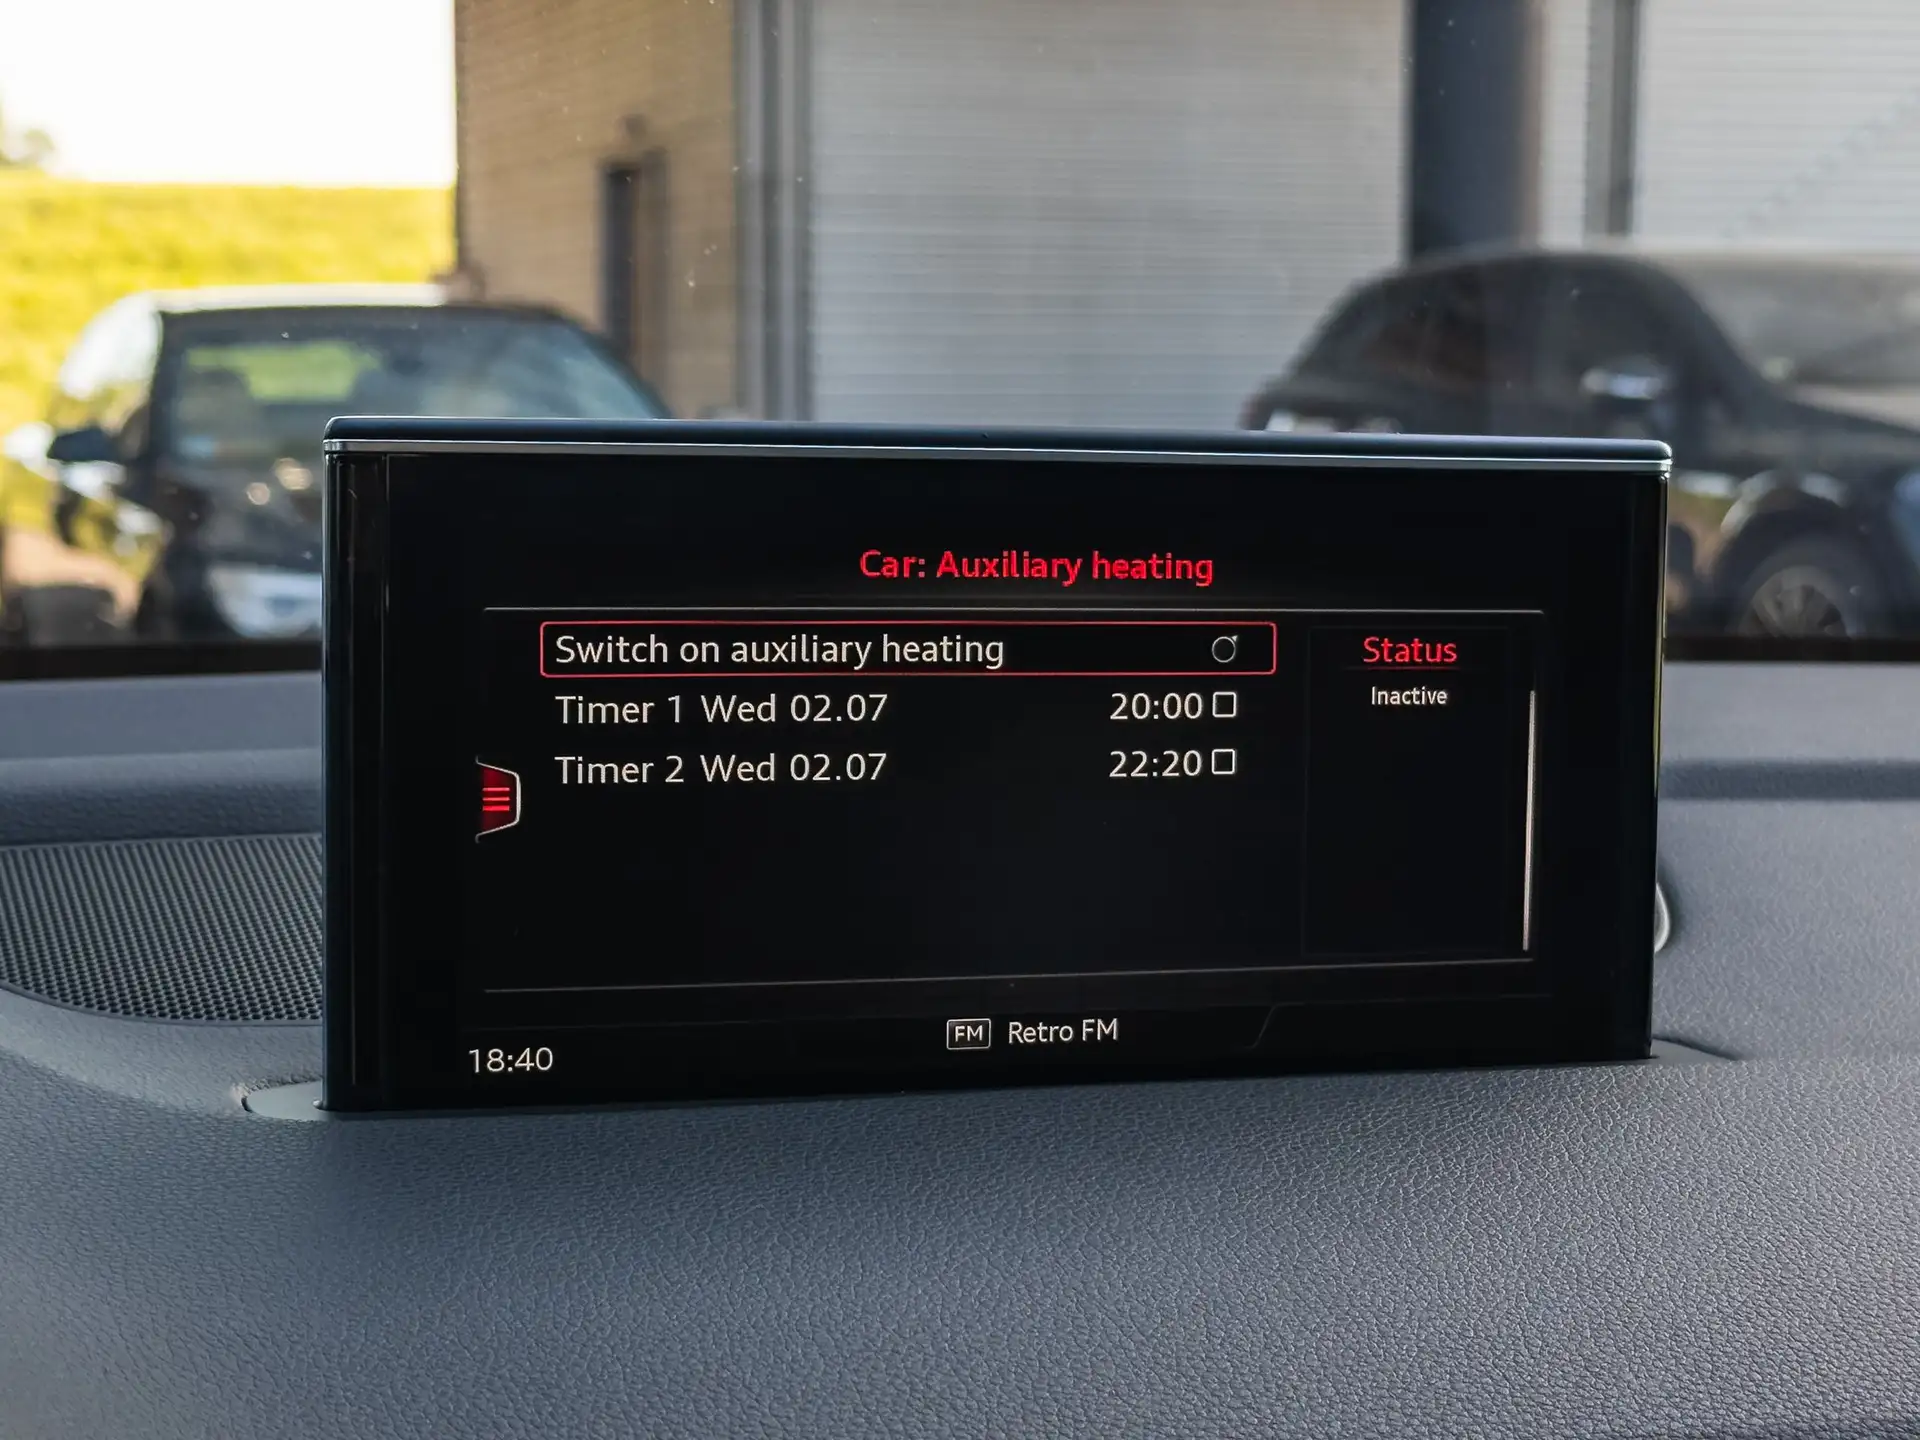 Car: Auxiliary heating
Switch on auxiliary heating
Timer 1 Wed 02.07 20:00
Timer 2 Wed 02.07 22:20
Status
Inactive
FM Retro FM
18:40